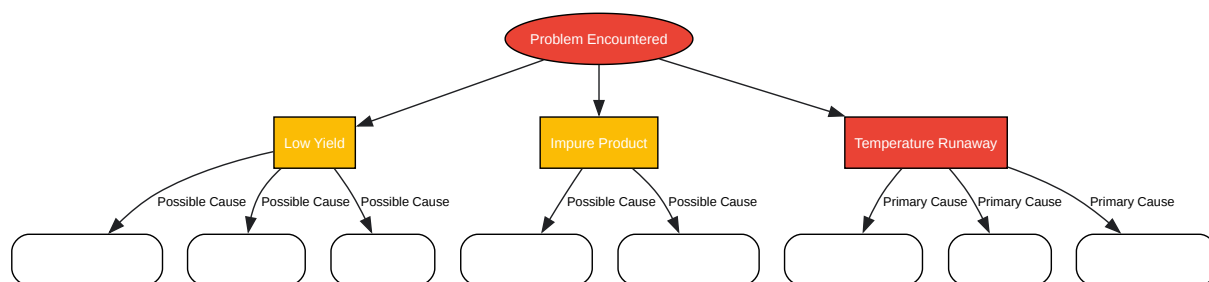 Problem Encountered
Low Yield
Impure Product
Temperature Runaway
Possible Cause
Possible Cause
Possible Cause
Possible Cause
Possible Cause
Primary Cause
Primary Cause
Primary Cause